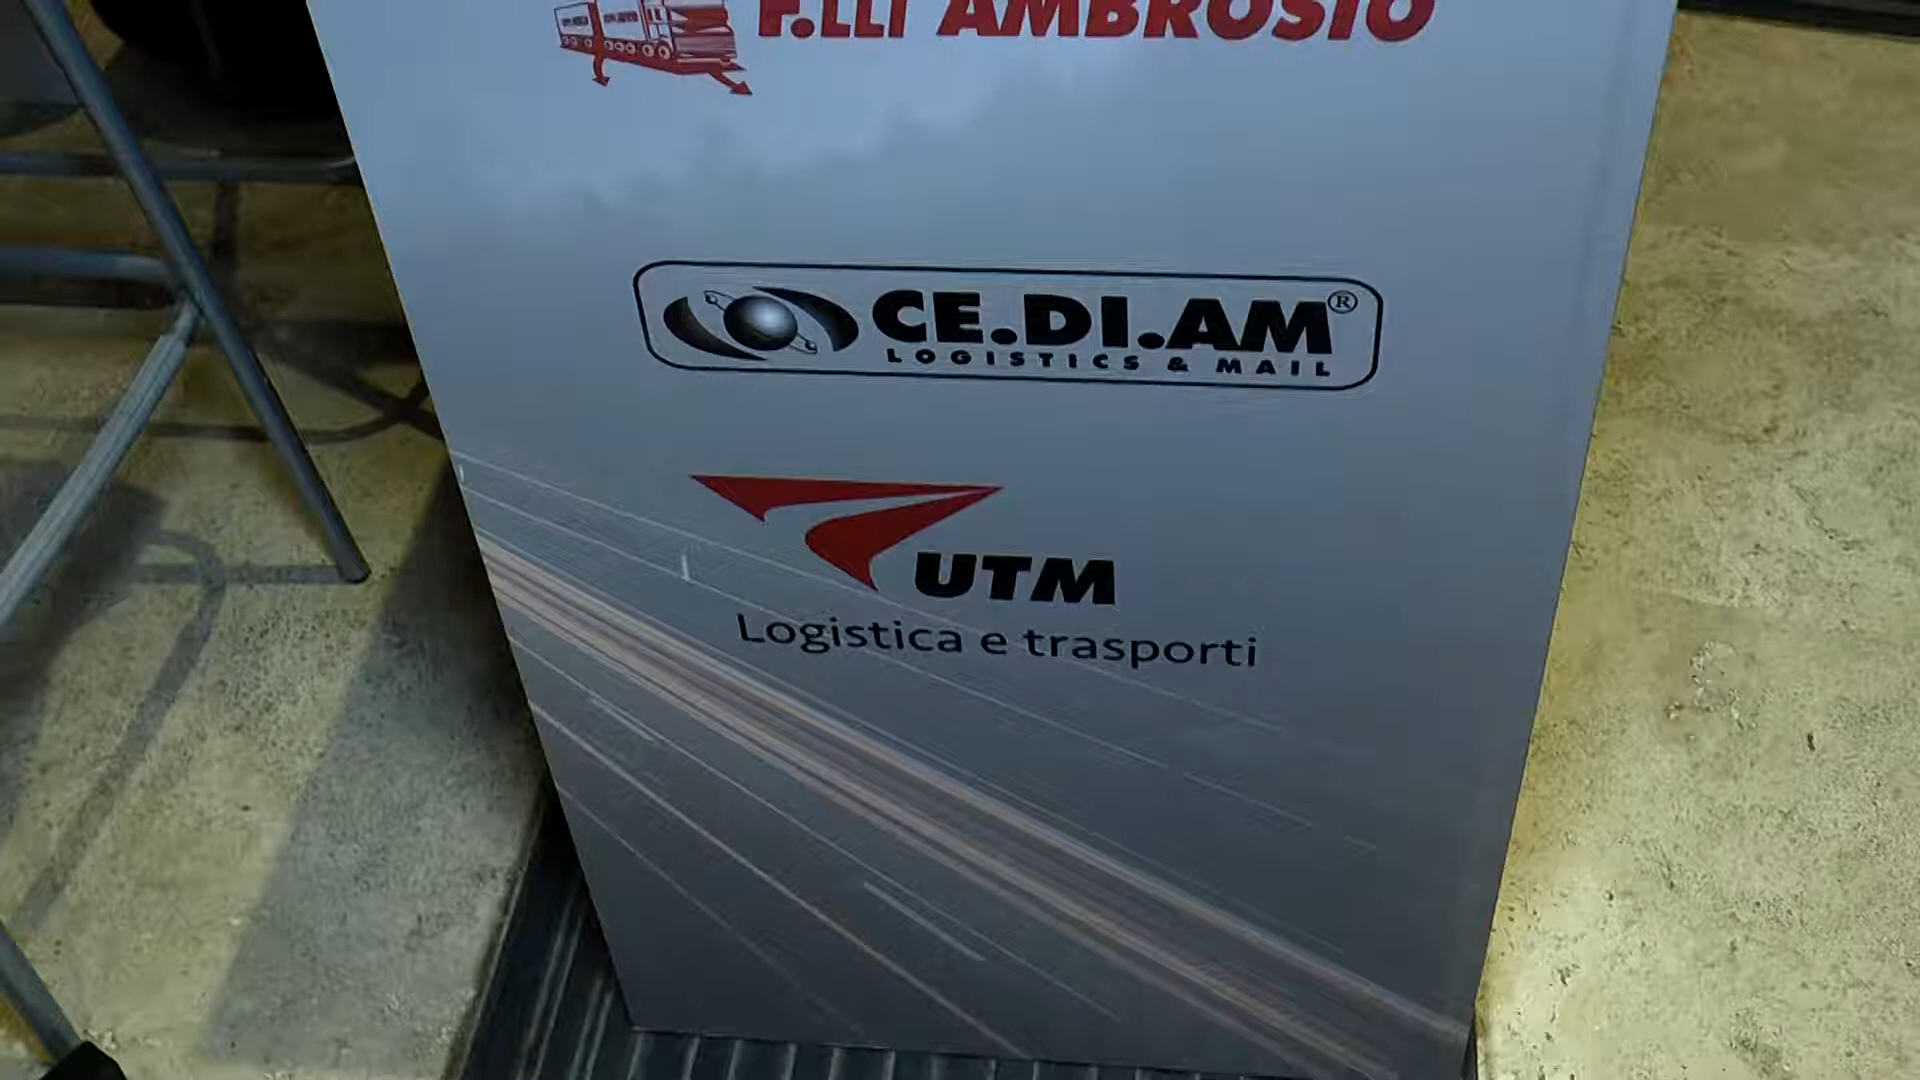 F.LLI AMBROSIO
CE.DI.AM®
LOGISTICS & MAIL
UTM
Logistica e trasporti